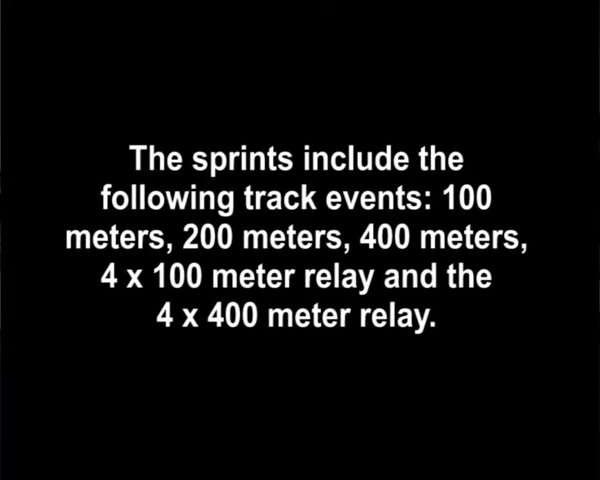 The sprints include the
following track events: 100
meters, 200 meters, 400 meters,
4 x 100 meter relay and the
4 x 400 meter relay.